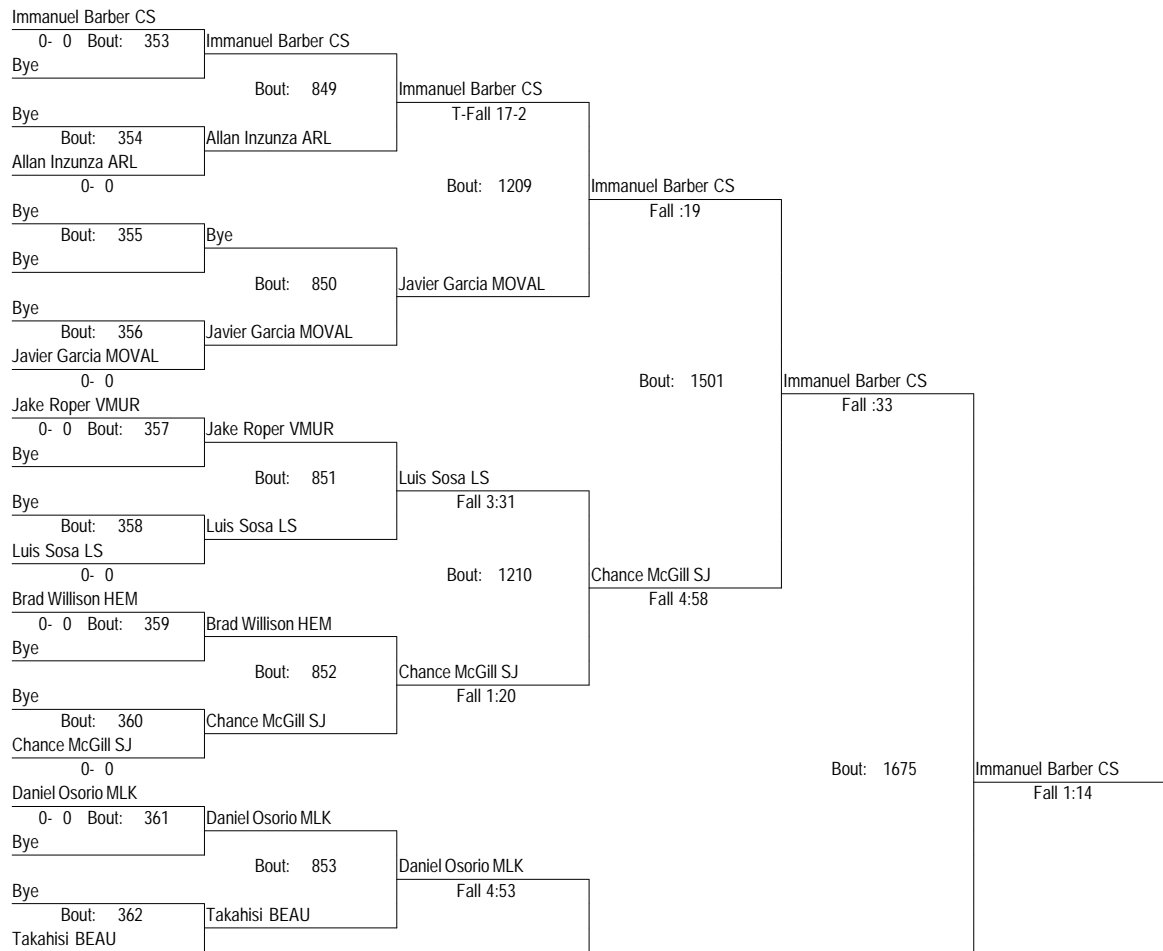 Immanuel Barber CS
0- 0 Bout: 353 Immanuel Barber CS
Bye
Bout: 849 Immanuel Barber CS
Bye T-Fall 17-2
Bout: 354 Allan Inzunza ARL
Allan Inzunza ARL
0- 0 Bout: 1209 Immanuel Barber CS
Bye Fall :19
Bout: 355 Bye
Bye
Bout: 850 Javier Garcia MOVAL
Bye
Bout: 356 Javier Garcia MOVAL
Javier Garcia MOVAL
0- 0 Bout: 1501 Immanuel Barber CS
Jake Roper VMUR Fall :33
0- 0 Bout: 357 Jake Roper VMUR
Bye
Bout: 851 Luis Sosa LS
Bye Fall 3:31
Bout: 358 Luis Sosa LS
Luis Sosa LS
0- 0 Bout: 1210 Chance McGill SJ
Brad Willison HEM Fall 4:58
0- 0 Bout: 359 Brad Willison HEM
Bye
Bout: 852 Chance McGill SJ
Bye Fall 1:20
Bout: 360 Chance McGill SJ
Chance McGill SJ
0- 0 Bout: 1675 Immanuel Barber CS
Daniel Osorio MLK Fall 1:14
0- 0 Bout: 361 Daniel Osorio MLK
Bye
Bout: 853 Daniel Osorio MLK
Bye Fall 4:53
Bout: 362 Takahisi BEAU
Takahisi BEAU